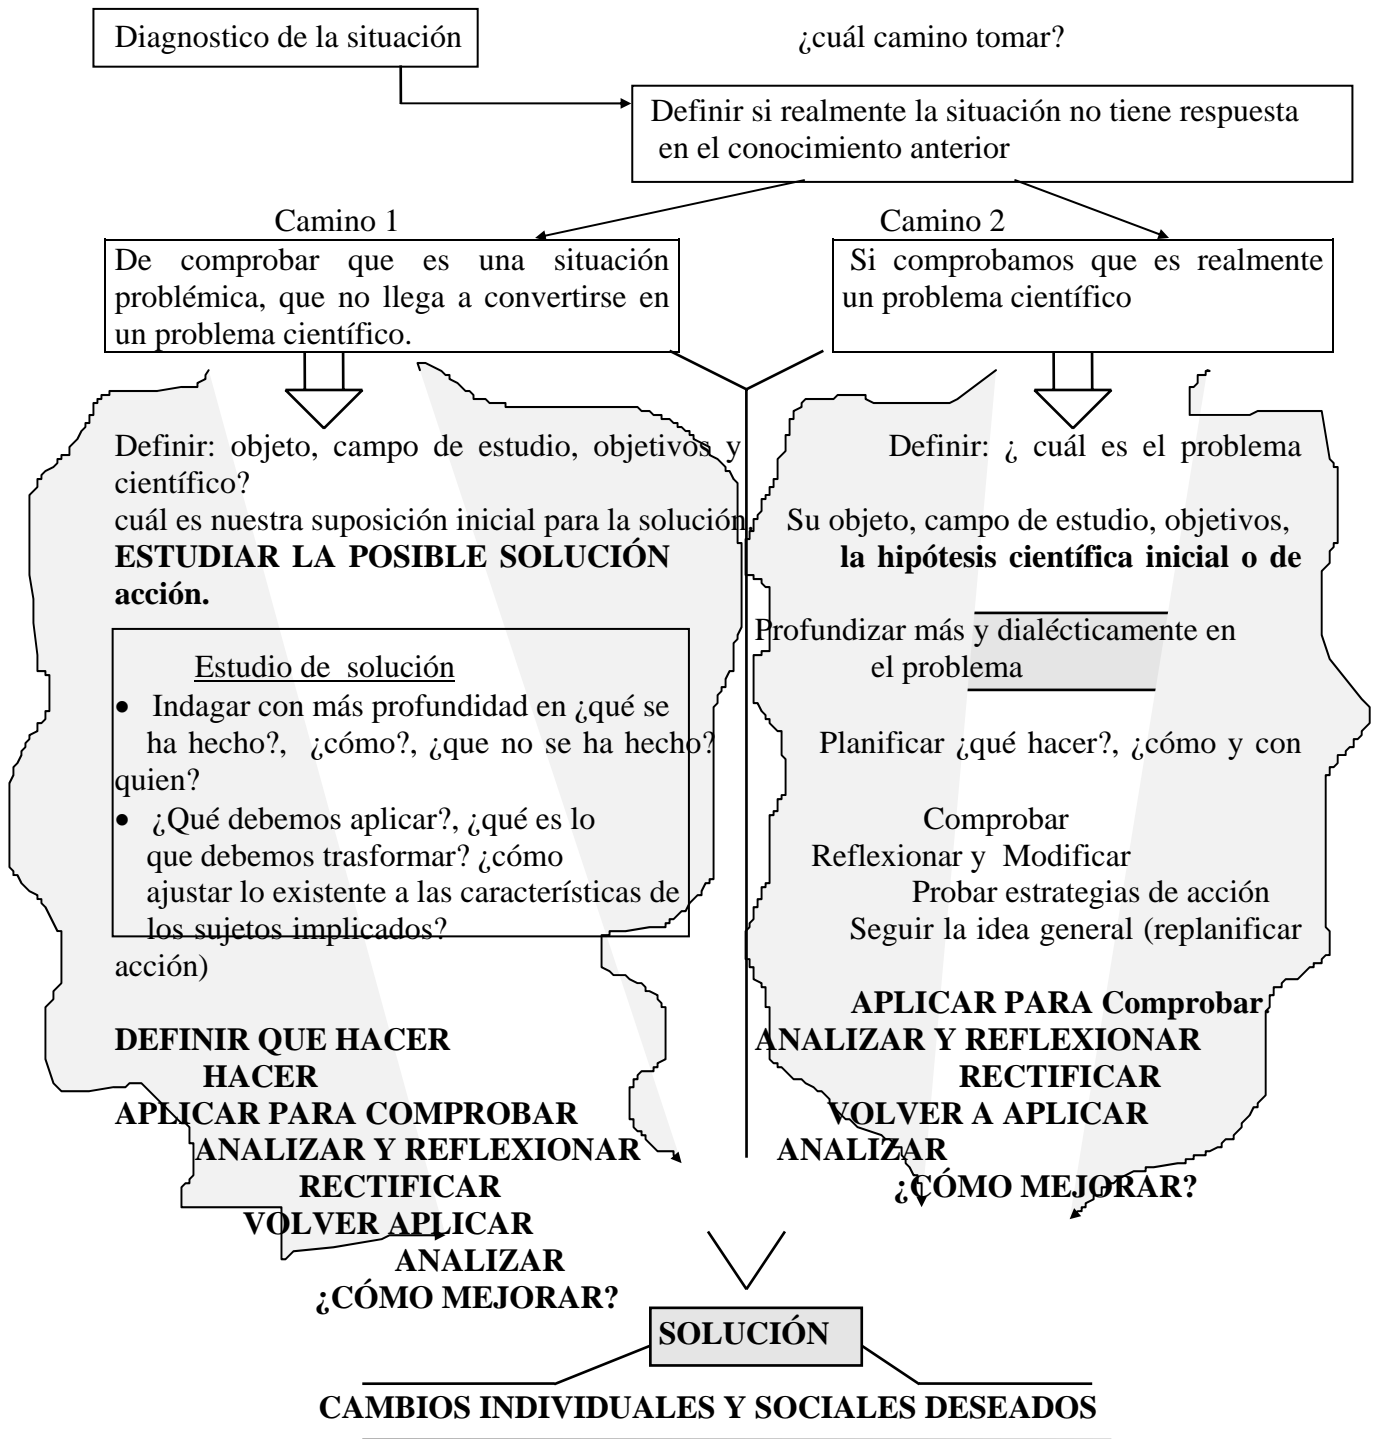 Diagnostico de la situación
¿cuál camino tomar?
Definir si realmente la situación no tiene respuesta
en el conocimiento anterior
Camino 1
De comprobar que es una situación
problémica, que no llega a convertirse en
un problema científico.
Camino 2
Si comprobamos que es realmente
un problema científico
Definir: objeto, campo de estudio, objetivos y
científico?
cuál es nuestra suposición inicial para la solución
ESTUDIAR LA POSIBLE SOLUCIÓN
acción.
Estudio de solución
• Indagar con más profundidad en ¿qué se
ha hecho?, ¿cómo?, ¿que no se ha hecho?
quien?
• ¿Qué debemos aplicar?, ¿qué es lo
que debemos trasformar? ¿cómo
ajustar lo existente a las características de
los sujetos implicados?
acción)
DEFINIR QUE HACER
HACER
APLICAR PARA COMPROBAR
ANALIZAR Y REFLEXIONAR
RECTIFICAR
VOLVER APLICAR
ANALIZAR
¿CÓMO MEJORAR?
Definir: ¿ cuál es el problema
Su objeto, campo de estudio, objetivos,
la hipótesis científica inicial o de
Profundizar más y dialécticamente en
el problema
Planificar ¿qué hacer?, ¿cómo y con
Comprobar
Reflexionar y Modificar
Probar estrategias de acción
Seguir la idea general (replanificar
APLICAR PARA Comprobar
ANALIZAR Y REFLEXIONAR
RECTIFICAR
VOLVER A APLICAR
ANALIZAR
¿CÓMO MEJORAR?
SOLUCIÓN
CAMBIOS INDIVIDUALES Y SOCIALES DESEADOS